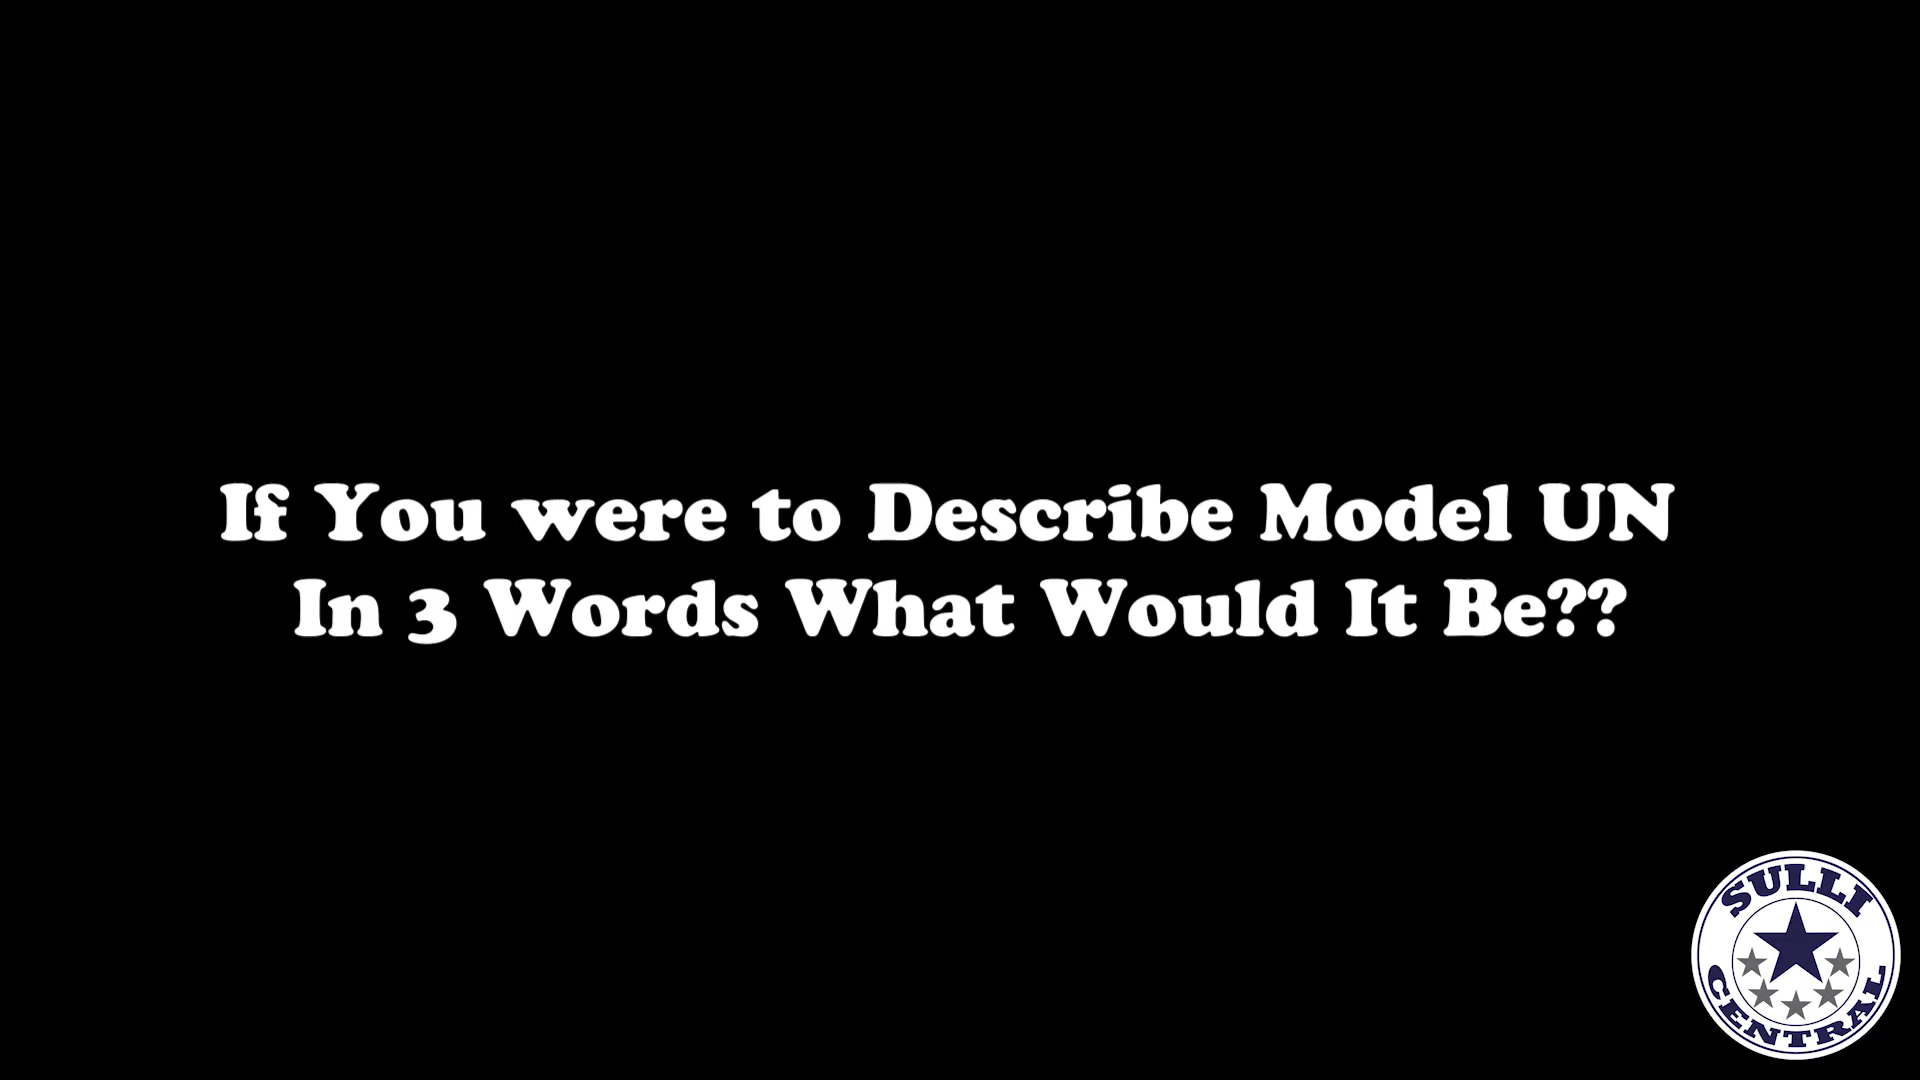 If You were to Describe Model UN
In 3 Words What Would It Be??
SULLI
CENTRAL